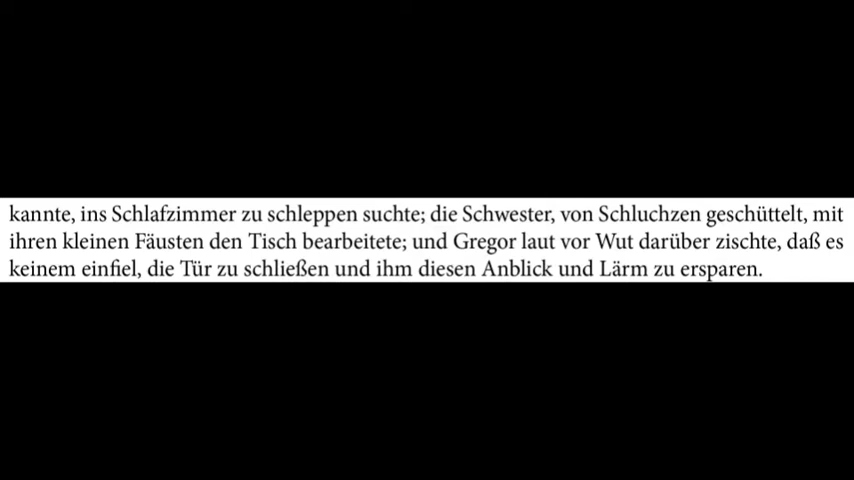 kannte, ins Schlafzimmer zu schleppen suchte; die Schwester, von Schluchzen geschüttelt, mit
ihren kleinen Fäusten den Tisch bearbeitete; und Gregor laut vor Wut darüber zischte, daß es
keinem einfiel, die Tür zu schließen und ihm diesen Anblick und Lärm zu ersparen.